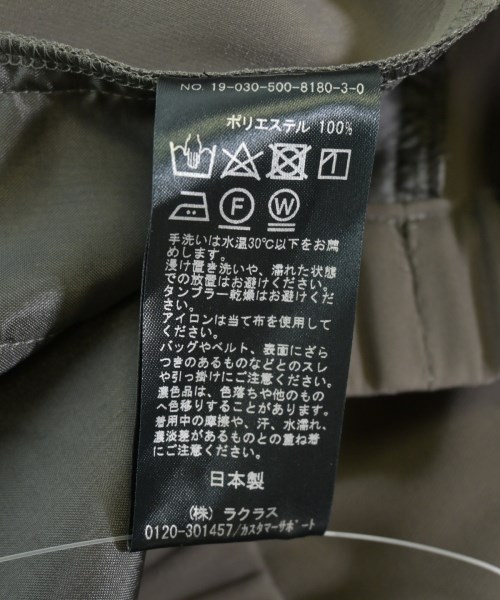 NO 19-030-500-8180-3-0
ポリエステル 100%
F W
手洗いは水温30℃以下をお薦
めします。
浸け置き洗いや、濡れた状態
での放置はお避けください。
タンブラー乾燥はお避けくださ
い。
アイロンは当て布を使用して
ください。
バッグやベルト、表面にざら
つきのあるものなどとのスレ
や引っ掛けにご注意ください。
濃色品は、色落ちや他のもの
へ色移りすることがあります。
着用中の摩擦や、汗、水濡れ、
濃淡差があるものとの重ね着
にご注意ください。
日本製
(株) ラクラス
0120-301457/カスタマーサポート